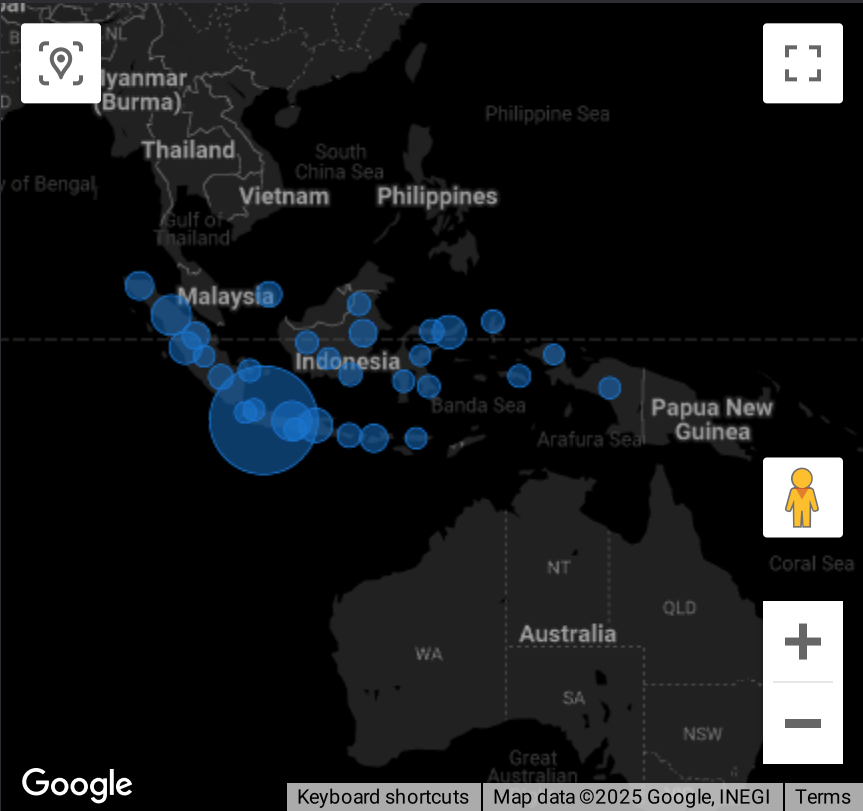 NL
Myanmar
(Burma)
Thailand
Philippine Sea
South
China Sea
Vietnam
Philippines
y of Bengal
Gulf of
Thailand
Malaysia
Indonesia
Banda Sea
Papua New
Guinea
Arafura Sea
Coral Sea
NT
QLD
Australia
WA
SA
NSW
Great
Australian
Google
Keyboard shortcuts
Map data ©2025 Google, INEGI
Terms